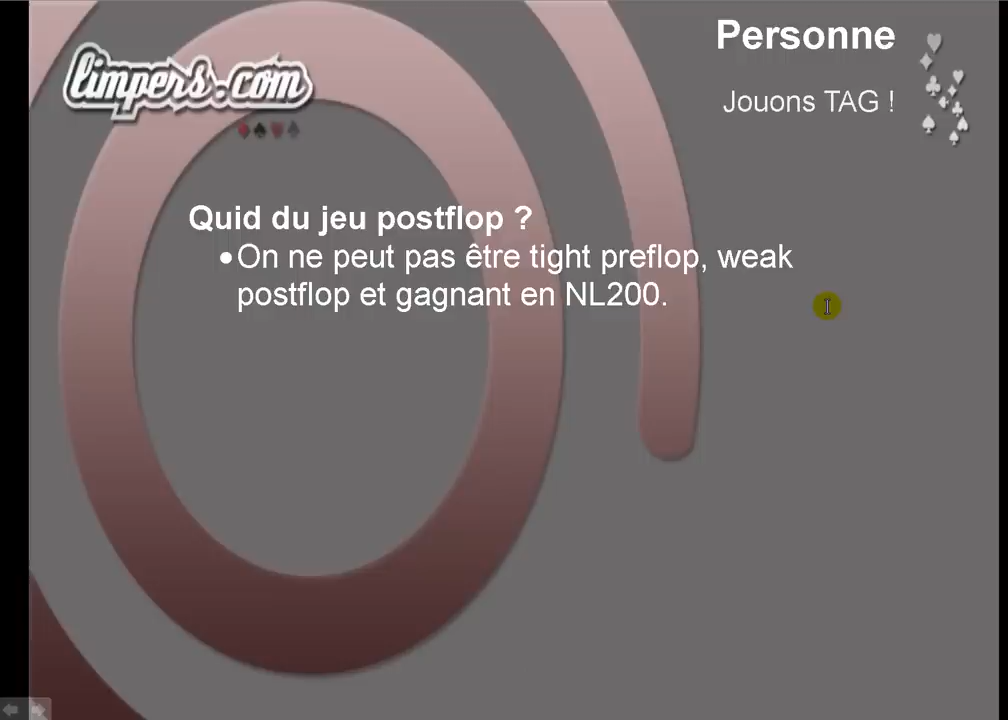 limpers.com
Personne
Jouons TAG !
Quid du jeu postflop ?
•On ne peut pas être tight preflop, weak
postflop et gagnant en NL200.